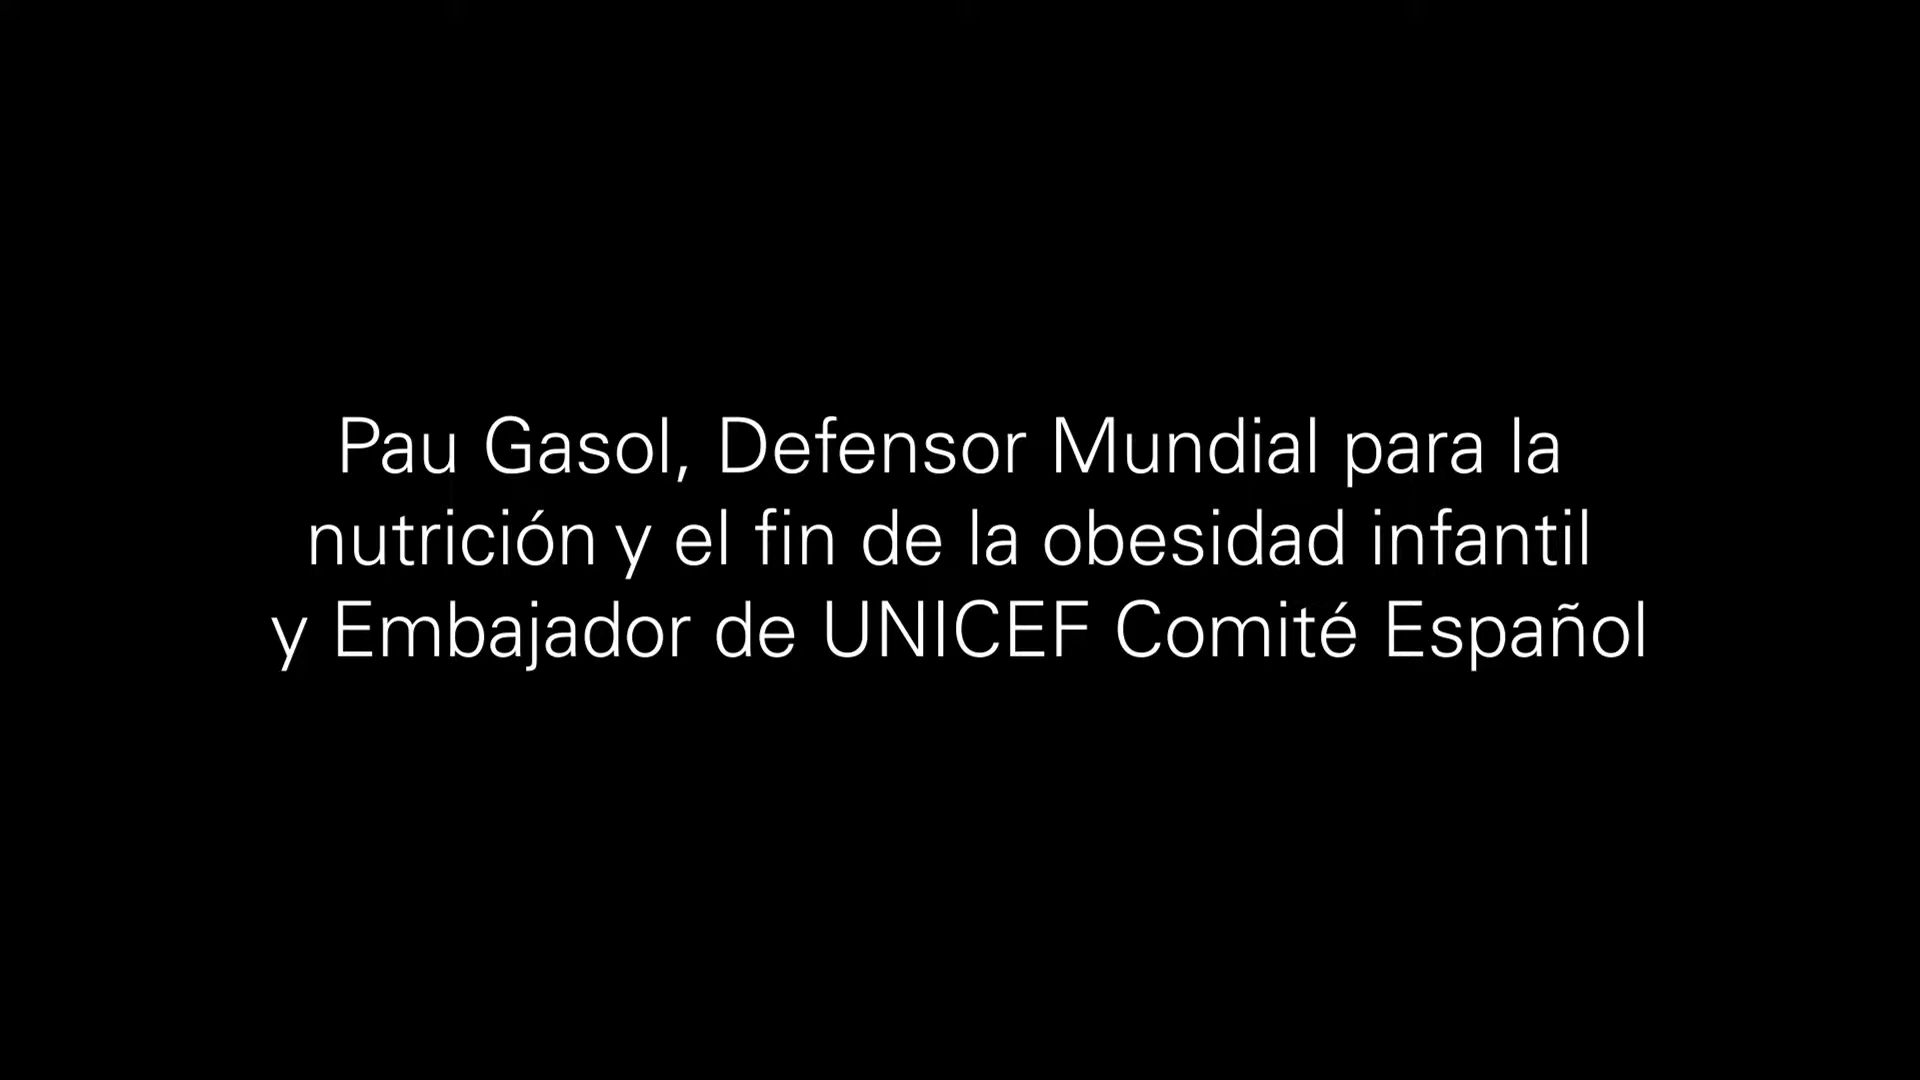 Pau Gasol, Defensor Mundial para la
nutrición y el fin de la obesidad infantil
y Embajador de UNICEF Comité Español